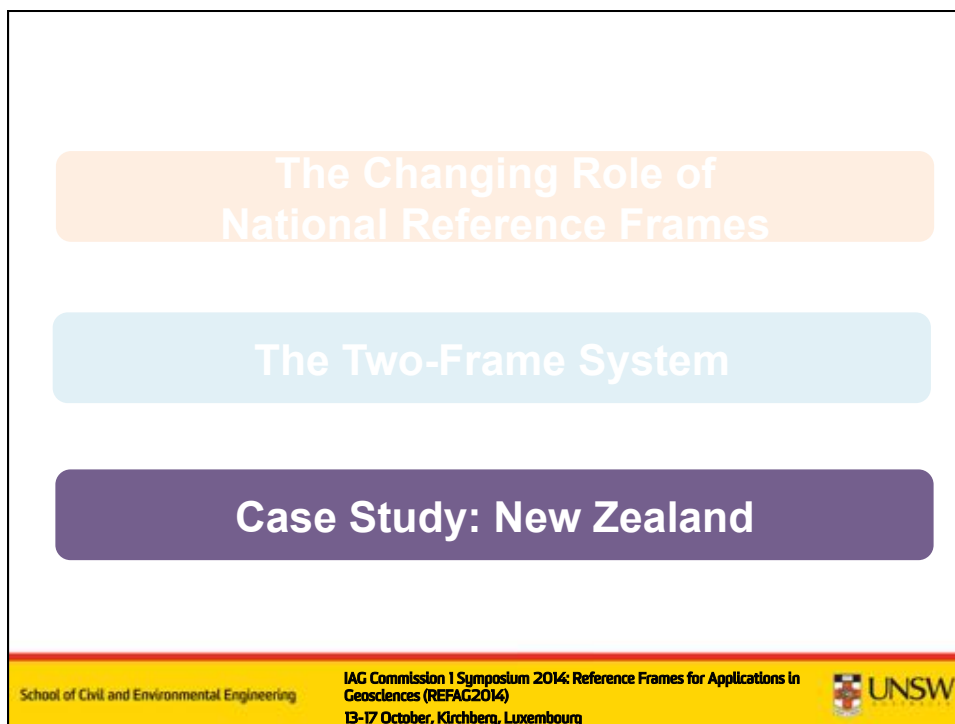 The Changing Role of
National Reference Frames
The Two-Frame System
Case Study: New Zealand
School of Civil and Environmental Engineering
IAG Commission 1 Symposium 2014: Reference Frames for Applications in
Geosciences (REFAG2014)
13-17 October, Kirchberg, Luxembourg
UNSW